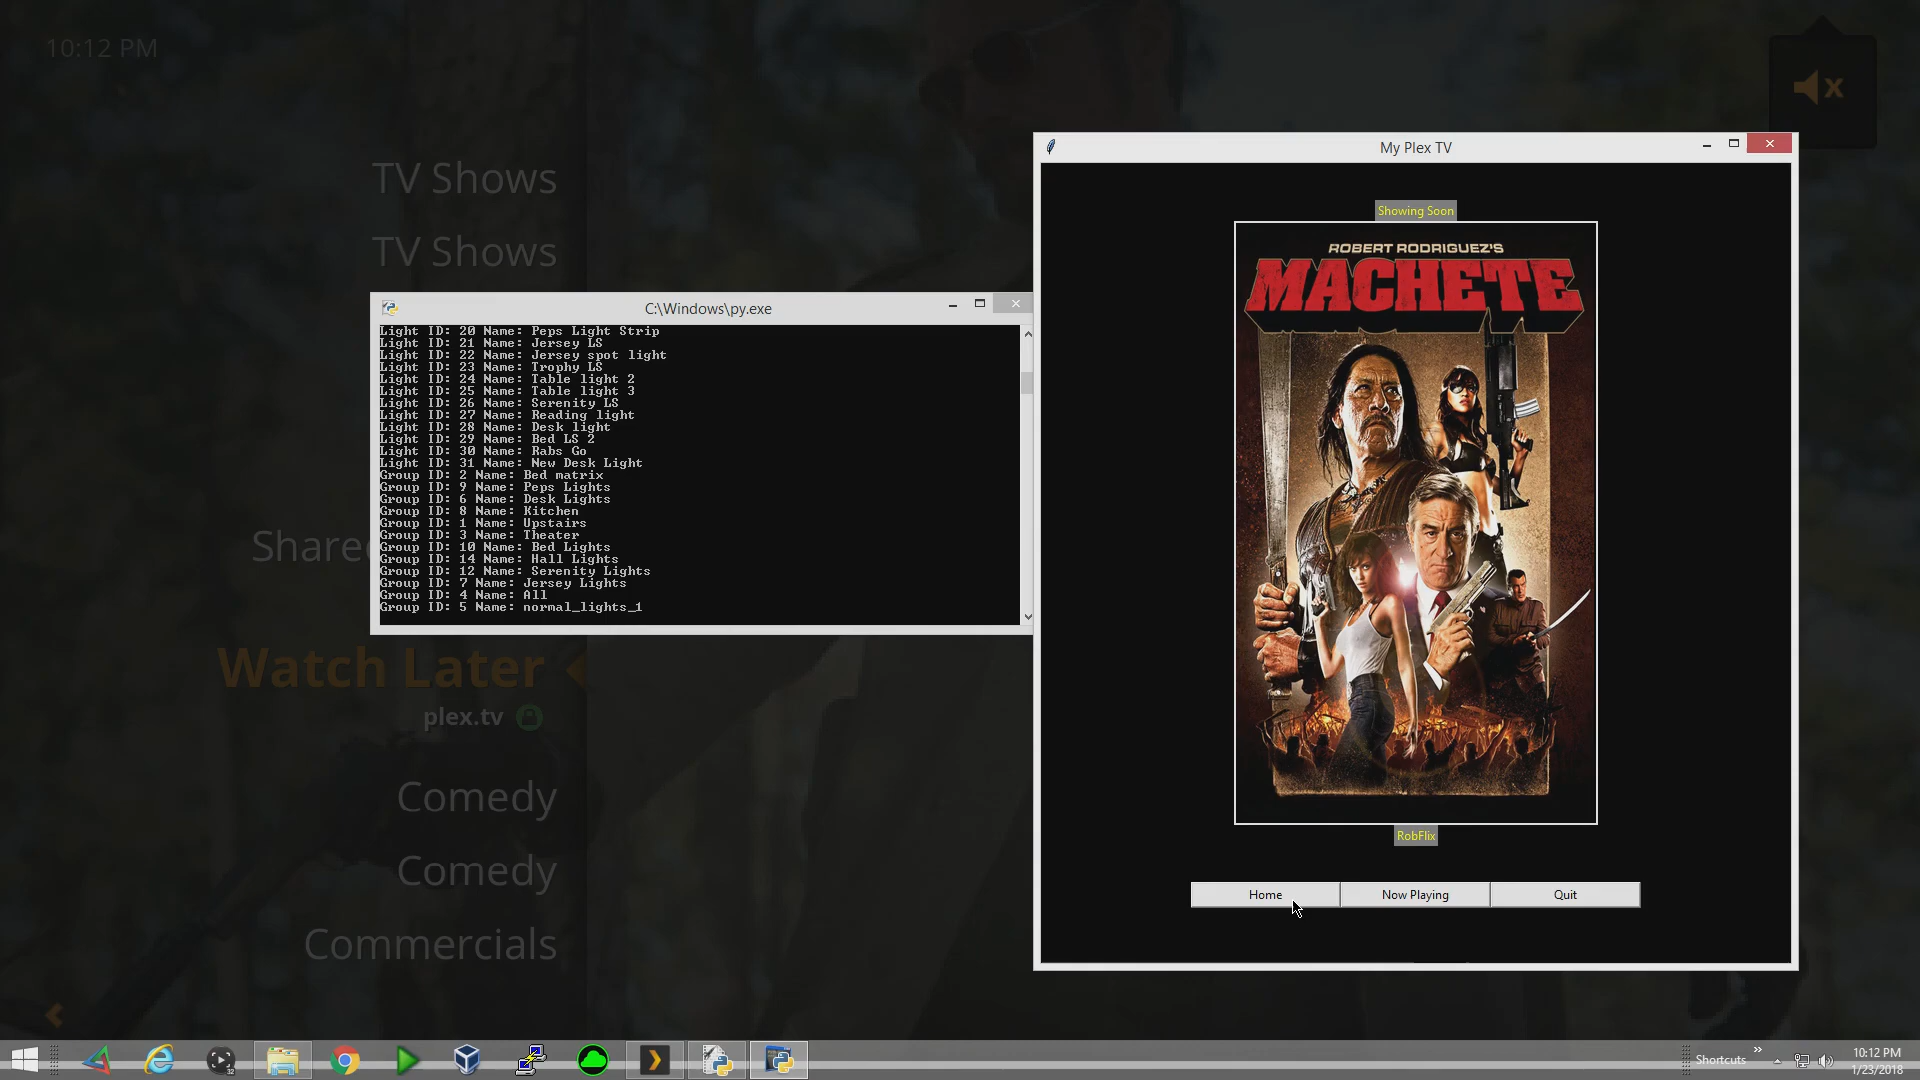 10:12 PM
TV Shows
TV Shows
Watch Later
plex.tv
Comedy
Comedy
Commercials
C:\Windows\py.exe
Light ID: 20 Name: Peps Light Strip
Light ID: 21 Name: Jersey LS
Light ID: 22 Name: Jersey spot light
Light ID: 23 Name: Trophy LS
Light ID: 24 Name: Table light 2
Light ID: 25 Name: Table light 3
Light ID: 26 Name: Serenity LS
Light ID: 27 Name: Reading light
Light ID: 28 Name: Desk light
Light ID: 29 Name: Bed LS 2
Light ID: 30 Name: Rabs Go
Light ID: 31 Name: New Desk Light
Group ID: 2 Name: Bed matrix
Group ID: 9 Name: Peps Lights
Group ID: 6 Name: Desk Lights
Group ID: 8 Name: Kitchen
Group ID: 1 Name: Upstairs
Group ID: 3 Name: Theater
Group ID: 10 Name: Bed Lights
Group ID: 14 Name: Hall Lights
Group ID: 12 Name: Serenity Lights
Group ID: 7 Name: Jersey Lights
Group ID: 4 Name: All
Group ID: 5 Name: normal_lights_1
My Plex TV
Showing Soon
ROBERT RODRIGUEZ'S
MACHETE
RobFlix
Home Now Playing Quit
32
Shortcuts
10:12 PM
1/23/2018